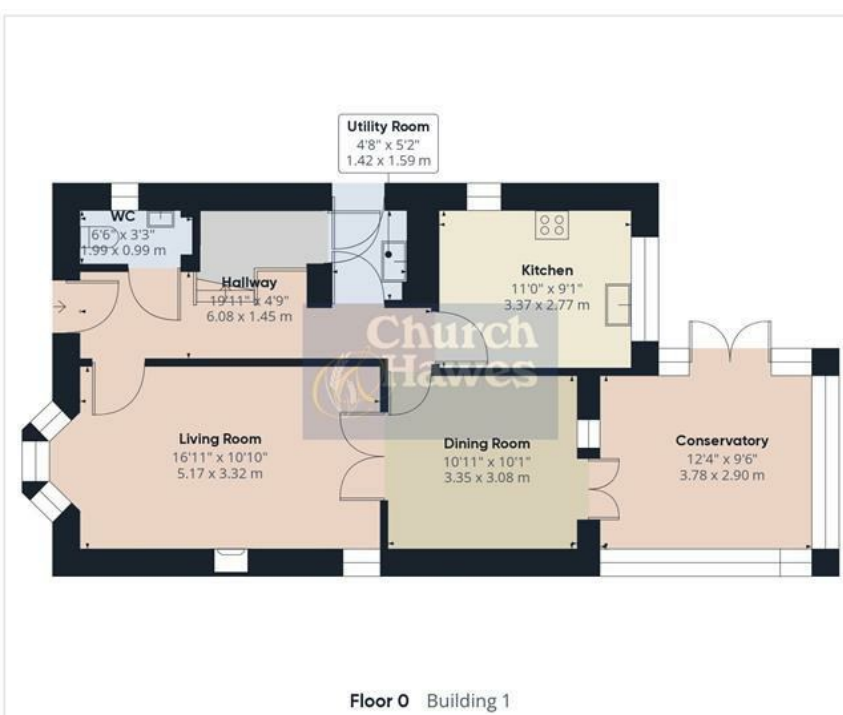 Utility Room
4'8" x 5'2"
1.42 x 1.59 m
WC
6'6" x 3'3"
1.99 x 0.99 m
Hallway
19'11" x 4'9"
6.08 x 1.45 m
Kitchen
11'0" x 9'1"
3.37 x 2.77 m
Church
Hawes
Living Room
16'11" x 10'10"
5.17 x 3.32 m
Dining Room
10'11" x 10'1"
3.35 x 3.08 m
Conservatory
12'4" x 9'6"
3.78 x 2.90 m
Floor 0 Building 1